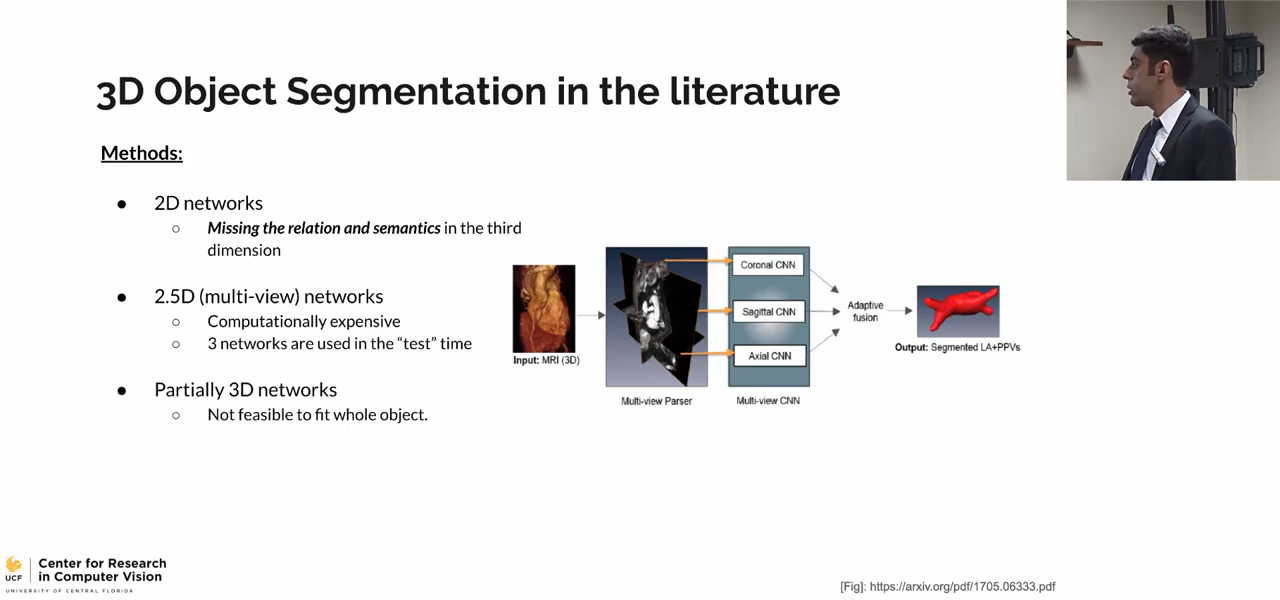 3D Object Segmentation in the literature
Methods:
● 2D networks
○ Missing the relation and semantics in the third
dimension
● 2.5D (multi-view) networks
○ Computationally expensive
○ 3 networks are used in the “test” time
● Partially 3D networks
○ Not feasible to fit whole object.
Input: MRI (3D)
Multi-view Parser
Coronal CNN
Sagittal CNN
Axial CNN
Multi-view CNN
Adaptive
fusion
Output: Segmented LA+PPVs
UCF
Center for Research
in Computer Vision
UNIVERSITY OF CENTRAL FLORIDA
[Fig]: https://arxiv.org/pdf/1705.06333.pdf